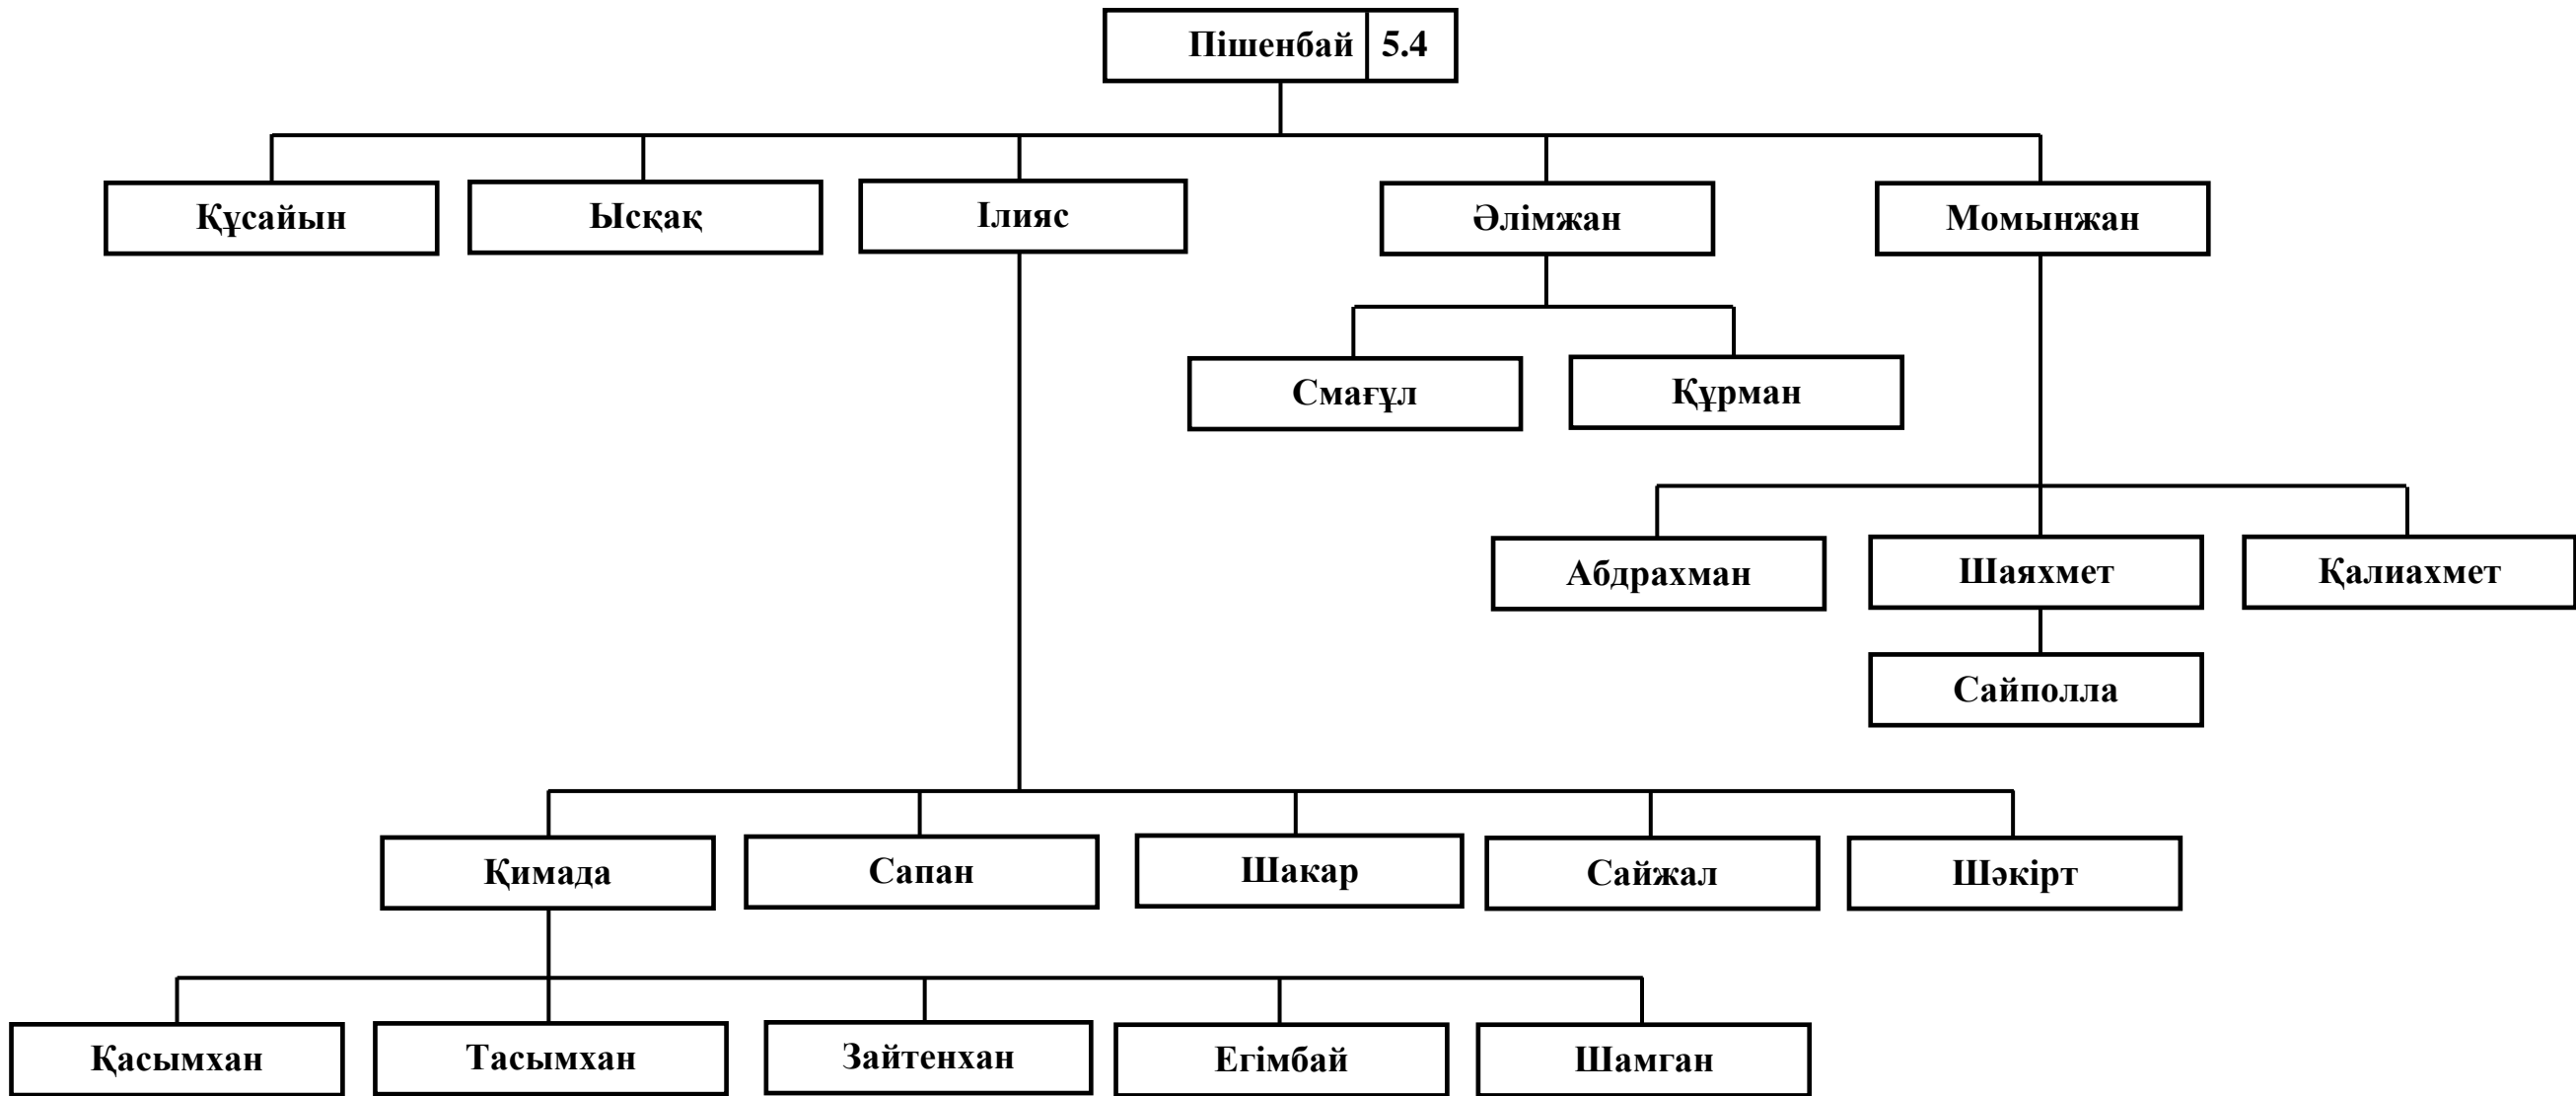 Пішенбай 5.4
Құсайын Ысқақ Ілияс Әлімжан Момынжан
Смағұл Құрман
Абдрахман Шаяхмет Қалиахмет
Сайполла
Қимада Сапан Шакар Сайжал Шәкірт
Қасымхан Тасымхан Зайтенхан Егімбай Шамган